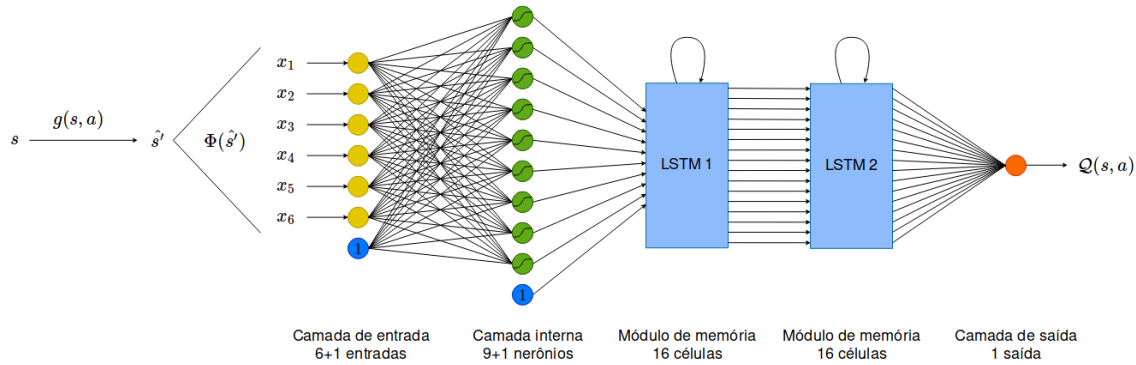 s
g(s, a)
ŝ′
Φ(ŝ′)
x₁
x₂
x₃
x₄
x₅
x₆
1
1
LSTM 1
LSTM 2
Q(s, a)
Camada de entrada
6+1 entradas
Camada interna
9+1 nerônios
Módulo de memória
16 células
Módulo de memória
16 células
Camada de saída
1 saída